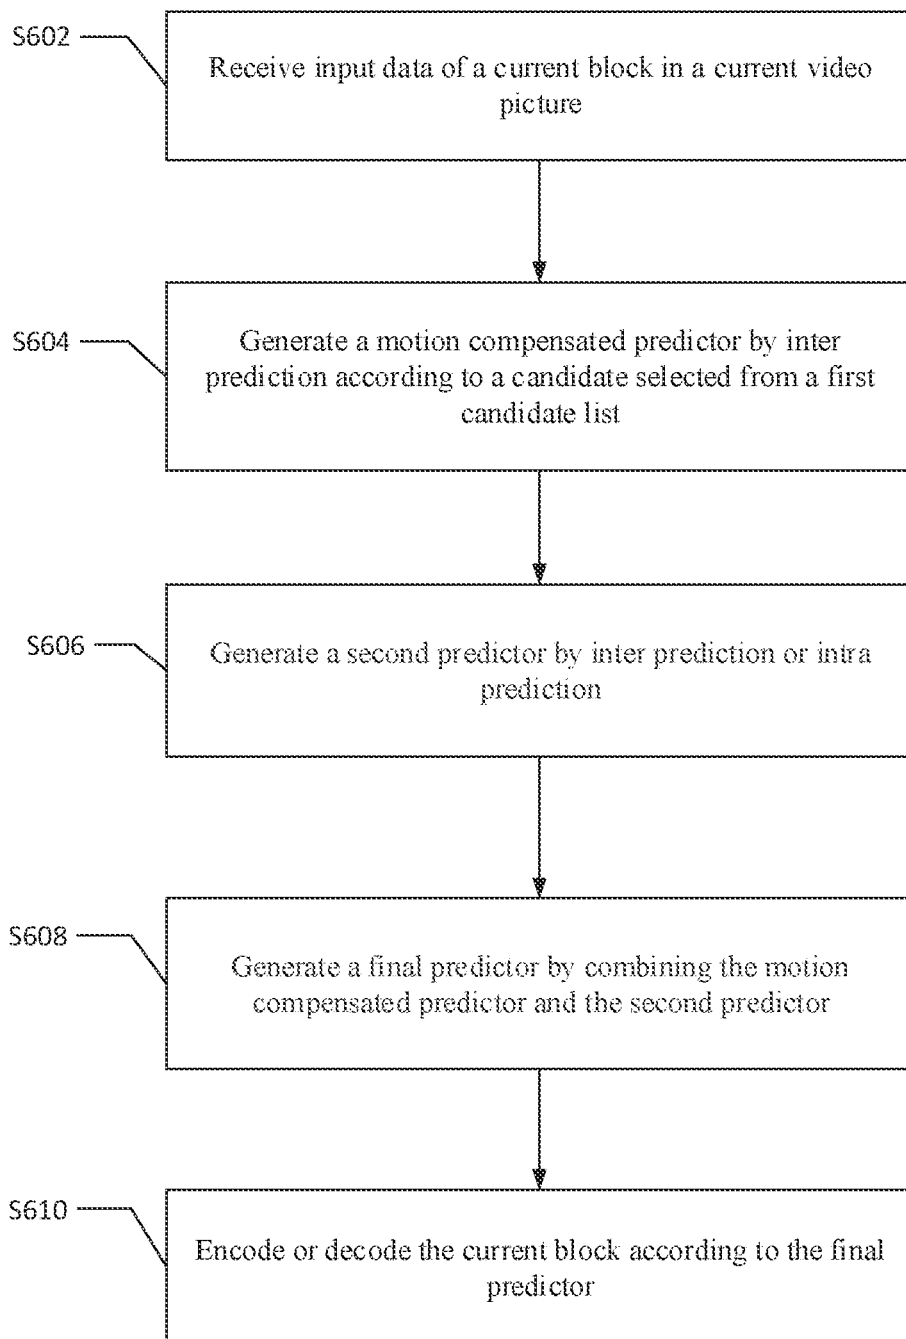 S602
Receive input data of a current block in a current video
picture
S604
Generate a motion compensated predictor by inter
prediction according to a candidate selected from a first
candidate list
S606
Generate a second predictor by inter prediction or intra
prediction
S608
Generate a final predictor by combining the motion
compensated predictor and the second predictor
S610
Encode or decode the current block according to the final
predictor